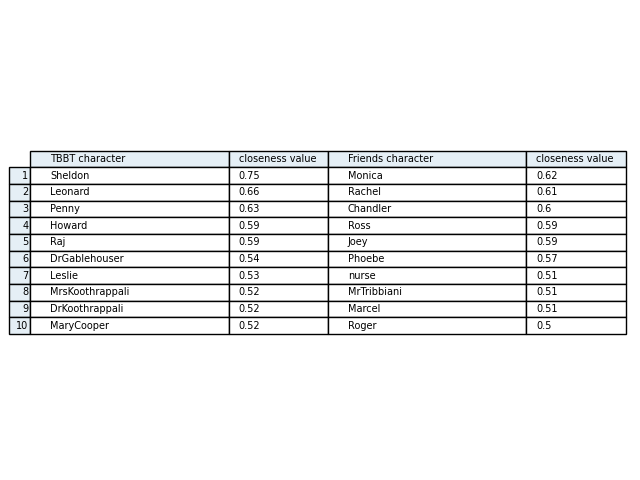 TBBT character closeness value Friends character closeness value
1 Sheldon 0.75 Monica 0.62
2 Leonard 0.66 Rachel 0.61
3 Penny 0.63 Chandler 0.6
4 Howard 0.59 Ross 0.59
5 Raj 0.59 Joey 0.59
6 DrGablehouser 0.54 Phoebe 0.57
7 Leslie 0.53 nurse 0.51
8 MrsKoothrappali 0.52 MrTribbiani 0.51
9 DrKoothrappali 0.52 Marcel 0.51
10 MaryCooper 0.52 Roger 0.5